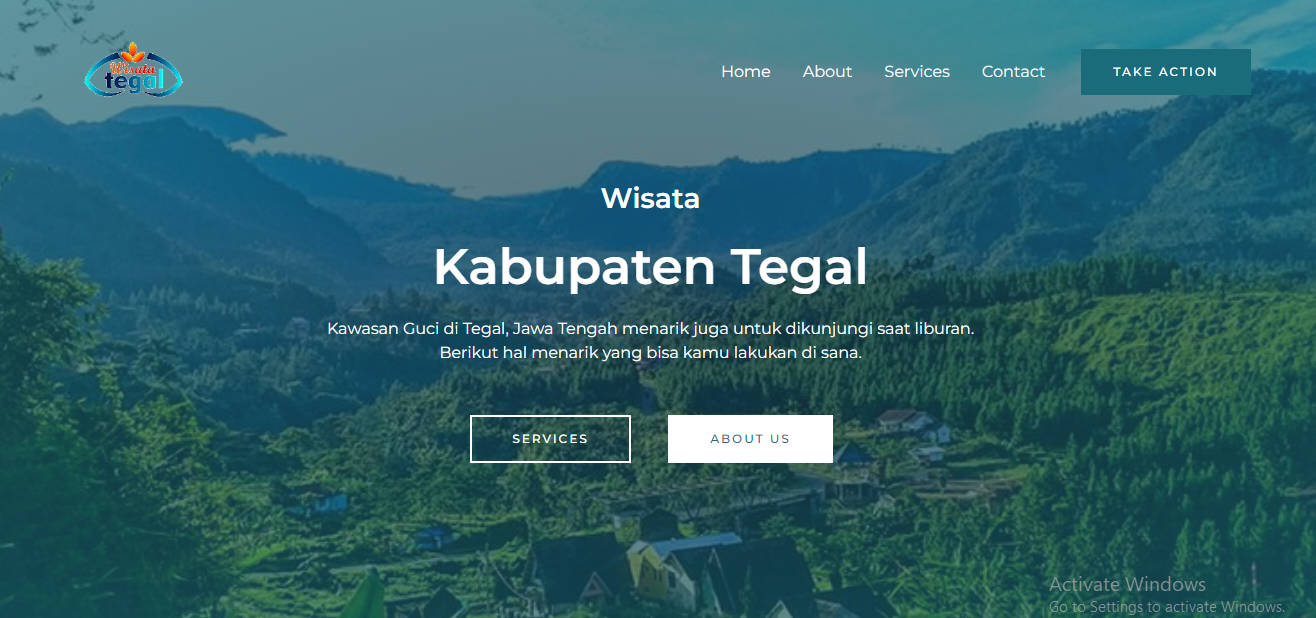 Wisata
tegal
Home About Services Contact TAKE ACTION
Wisata
Kabupaten Tegal
Kawasan Guci di Tegal, Jawa Tengah menarik juga untuk dikunjungi saat liburan.
Berikut hal menarik yang bisa kamu lakukan di sana.
SERVICES ABOUT US
Activate Windows
Go to Settings to activate Windows.